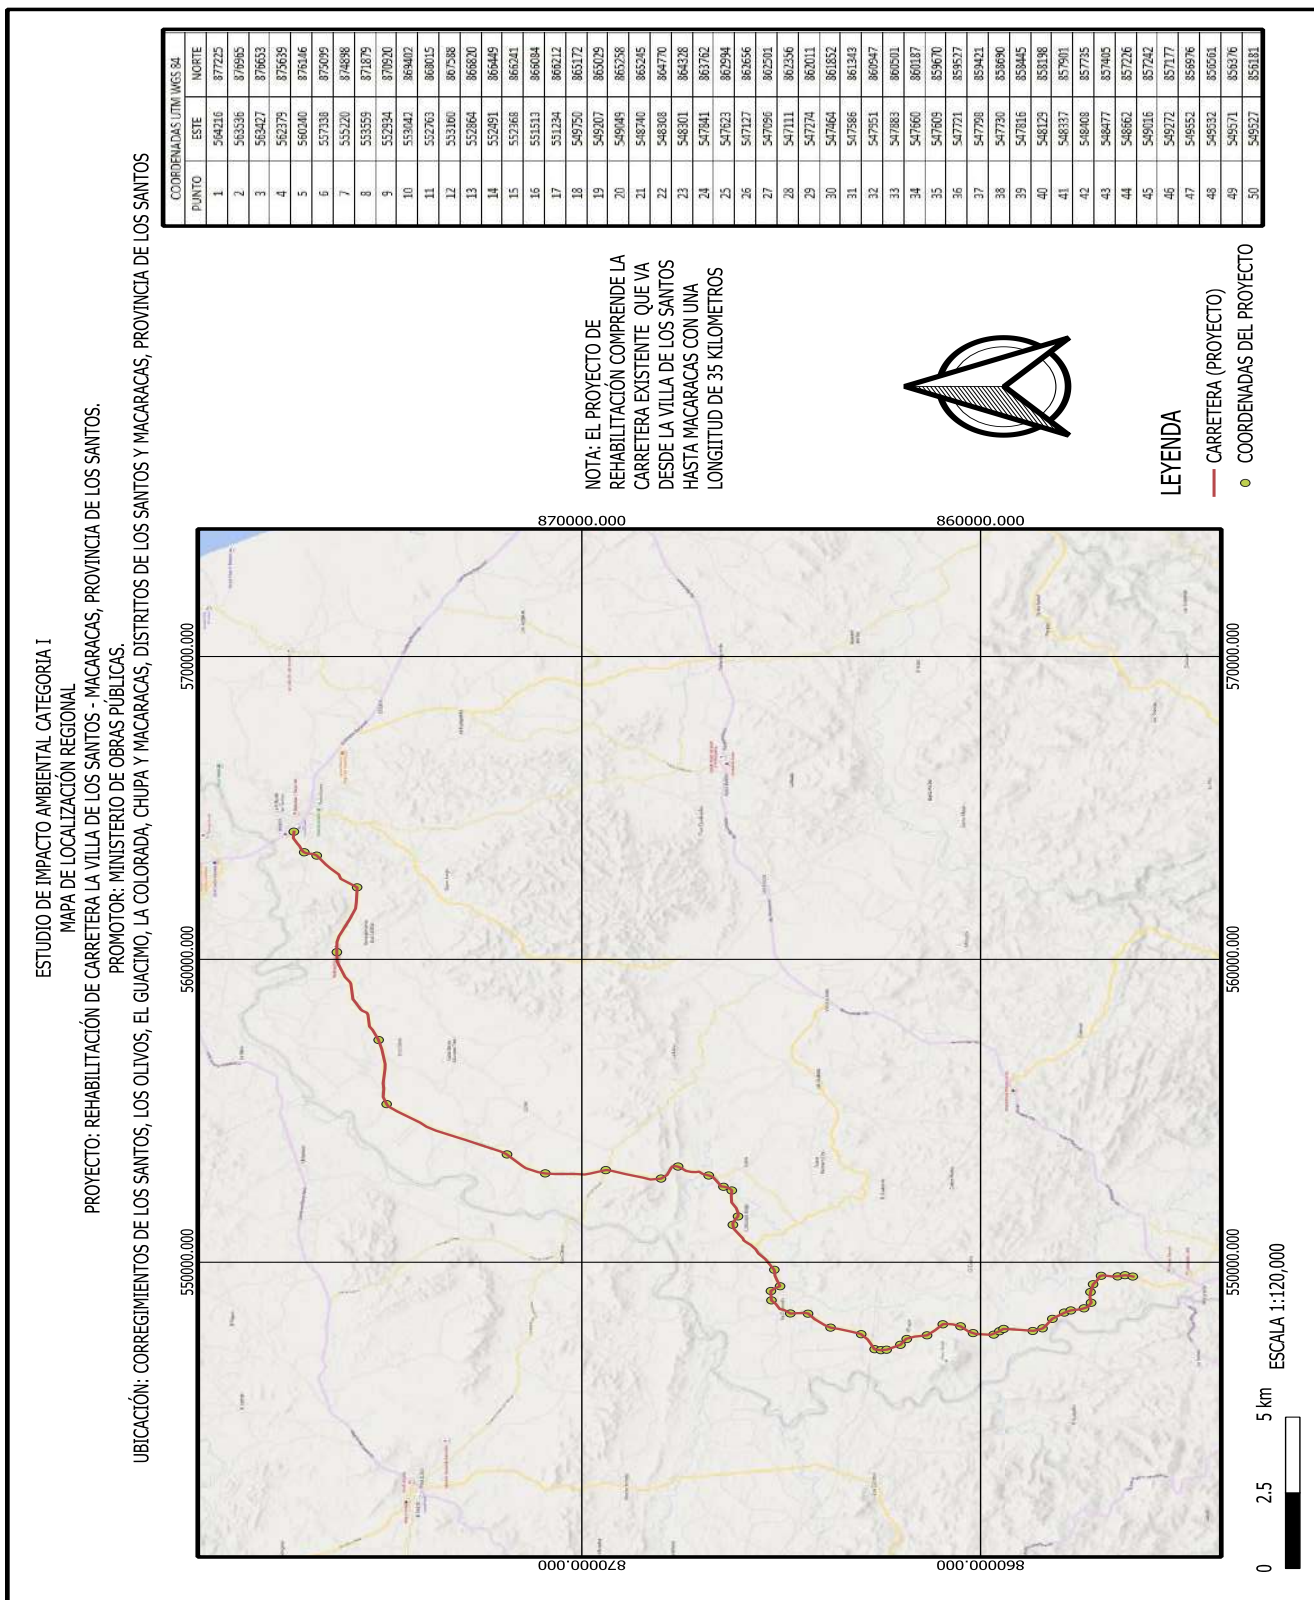 ESTUDIO DE IMPACTO AMBIENTAL CATEGORIA I
MAPA DE LOCALIZACIÓN REGIONAL
PROYECTO: REHABILITACIÓN DE CARRETERA LA VILLA DE LOS SANTOS - MACARACAS, PROVINCIA DE LOS SANTOS.
PROMOTOR: MINISTERIO DE OBRAS PÚBLICAS.
UBICACIÓN: CORREGIMIENTOS DE LOS SANTOS, LOS OLIVOS, EL GUACIMO, LA COLORADA, CHUPA Y MACARACAS, DISTRITOS DE LOS SANTOS Y MACARACAS, PROVINCIA DE LOS SANTOS
COORDENADAS UTM WGS 84
PUNTO ESTE NORTE
1 564216 877225
2 563536 876965
3 563427 876653
4 562379 875639
5 560240 876146
6 557338 875099
7 555220 874898
8 553559 871879
9 552934 870920
10 553042 869402
11 552763 868015
12 553160 867588
13 552864 866820
14 552491 866449
15 552368 866241
16 551513 866084
17 551234 866212
18 549750 865172
19 549207 865029
20 549049 865258
21 548740 865245
22 548308 864770
23 548301 864328
24 547841 863762
25 547623 862994
26 547127 862656
27 547096 862501
28 547111 862356
29 547274 862011
30 547464 861852
31 547586 861343
32 547951 860947
33 547883 860501
34 547660 860187
35 547609 859670
36 547721 859577
37 547798 859421
38 547730 858690
39 547816 858445
40 548129 858198
41 548337 857901
42 548408 857735
43 548477 857405
44 548662 857226
45 549016 857242
46 549272 857177
47 549552 856976
48 549532 856561
49 549571 856376
50 549527 856181
NOTA: EL PROYECTO DE
REHABILITACIÓN COMPRENDE LA
CARRETERA EXISTENTE QUE VA
DESDE LA VILLA DE LOS SANTOS
HASTA MACARACAS CON UNA
LONGIITUD DE 35 KILOMETROS
LEYENDA
CARRETERA (PROYECTO)
COORDENADAS DEL PROYECTO
550000.000
560000.000
570000.000
870000.000
870000.000
860000.000
860000.000
550000.000
560000.000
570000.000
0 2.5 5 km
ESCALA 1:120,000